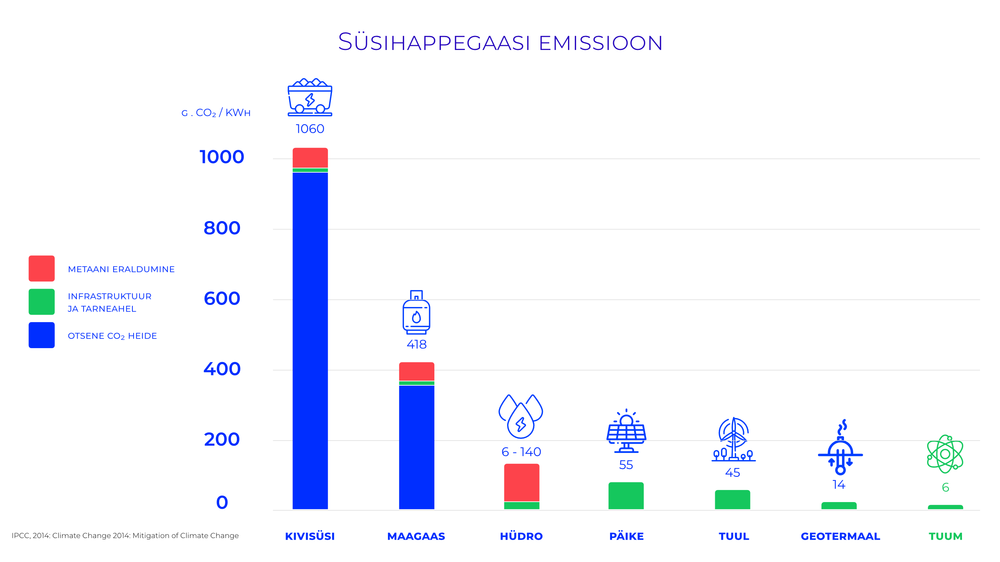 SÜSIHAPPEGAASI EMISSIOON
G . CO₂ / KWH
1060
1000
800
METAANI ERALDUMINE
INFRASTRUKTUUR
JA TARNEAHEL
OTSENE CO₂ HEIDE
600
418
400
200
6 - 140
55
45
14
6
0
KIVISÜSI
MAAGAAS
HÜDRO
PÄIKE
TUUL
GEOTERMAAL
TUUM
IPCC, 2014: Climate Change 2014: Mitigation of Climate Change